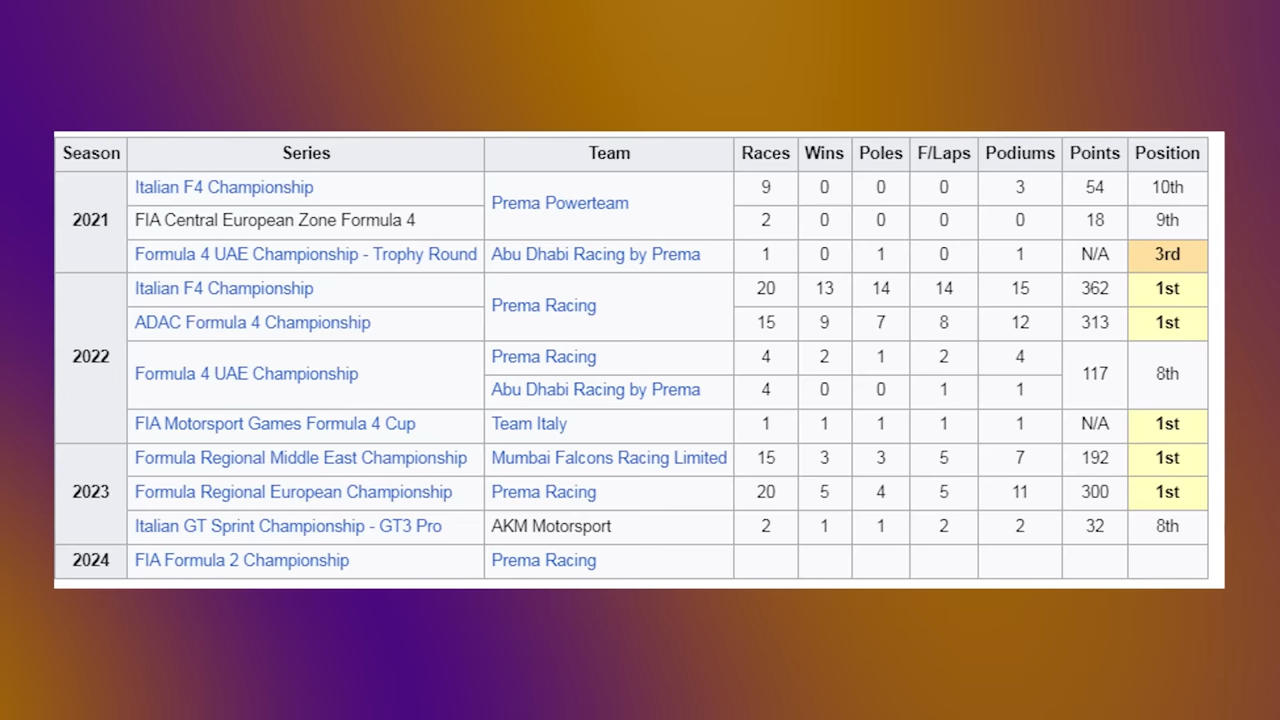 Season Series Team Races Wins Poles F/Laps Podiums Points Position
2021 Italian F4 Championship Prema Powerteam 9 0 0 0 3 54 10th
FIA Central European Zone Formula 4 2 0 0 0 0 18 9th
Formula 4 UAE Championship - Trophy Round Abu Dhabi Racing by Prema 1 0 1 0 1 N/A 3rd
2022 Italian F4 Championship Prema Racing 20 13 14 14 15 362 1st
ADAC Formula 4 Championship 15 9 7 8 12 313 1st
Formula 4 UAE Championship Prema Racing 4 2 1 2 4 117 8th
Abu Dhabi Racing by Prema 4 0 0 1 1
FIA Motorsport Games Formula 4 Cup Team Italy 1 1 1 1 1 N/A 1st
2023 Formula Regional Middle East Championship Mumbai Falcons Racing Limited 15 3 3 5 7 192 1st
Formula Regional European Championship Prema Racing 20 5 4 5 11 300 1st
Italian GT Sprint Championship - GT3 Pro AKM Motorsport 2 1 1 2 2 32 8th
2024 FIA Formula 2 Championship Prema Racing